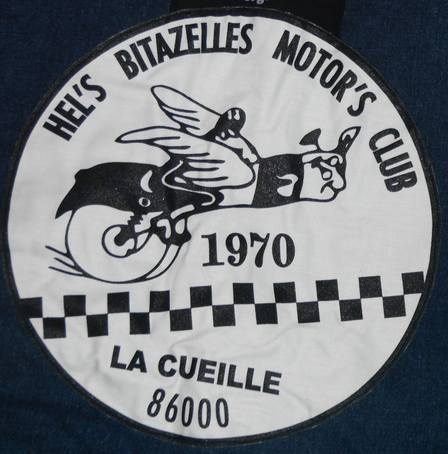 HEL'S BITAZELLES MOTOR'S CLUB
1970
LA CUEILLE
86000